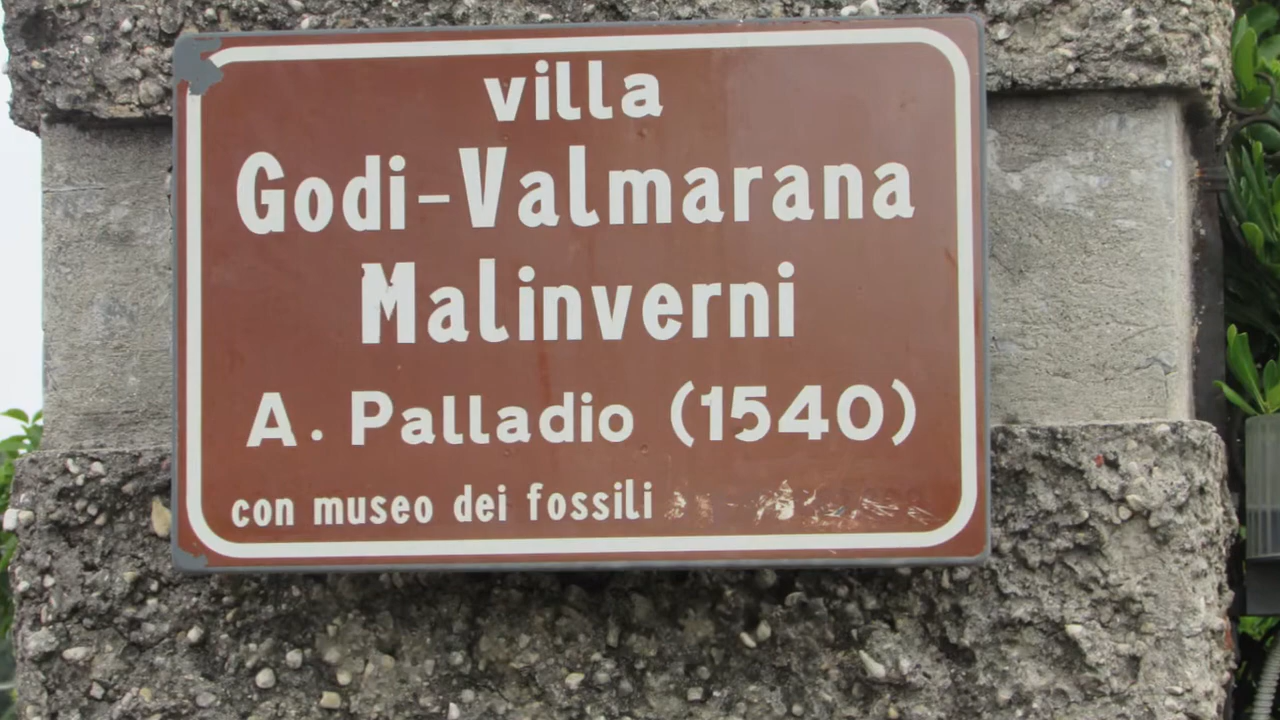 villa
Godi-Valmarana
Malinverni
A. Palladio (1540)
con museo dei fossili